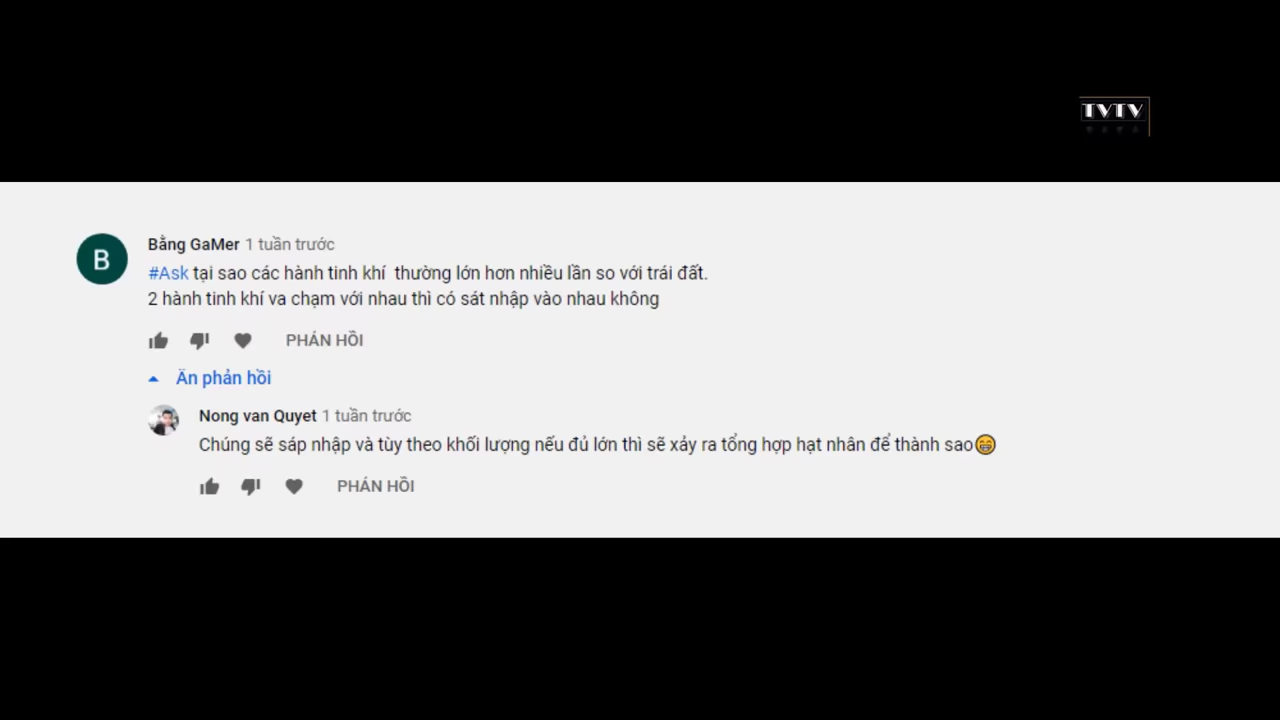 TVTV
Bằng GaMer 1 tuần trước
#Ask tại sao các hành tinh khí thường lớn hơn nhiều lần so với trái đất.
2 hành tinh khí va chạm với nhau thì có sát nhập vào nhau không
PHẢN HỒI
Ẩn phản hồi
Nong van Quyet 1 tuần trước
Chúng sẽ sáp nhập và tùy theo khối lượng nếu đủ lớn thì sẽ xảy ra tổng hợp hạt nhân để thành sao😁
PHẢN HỒI